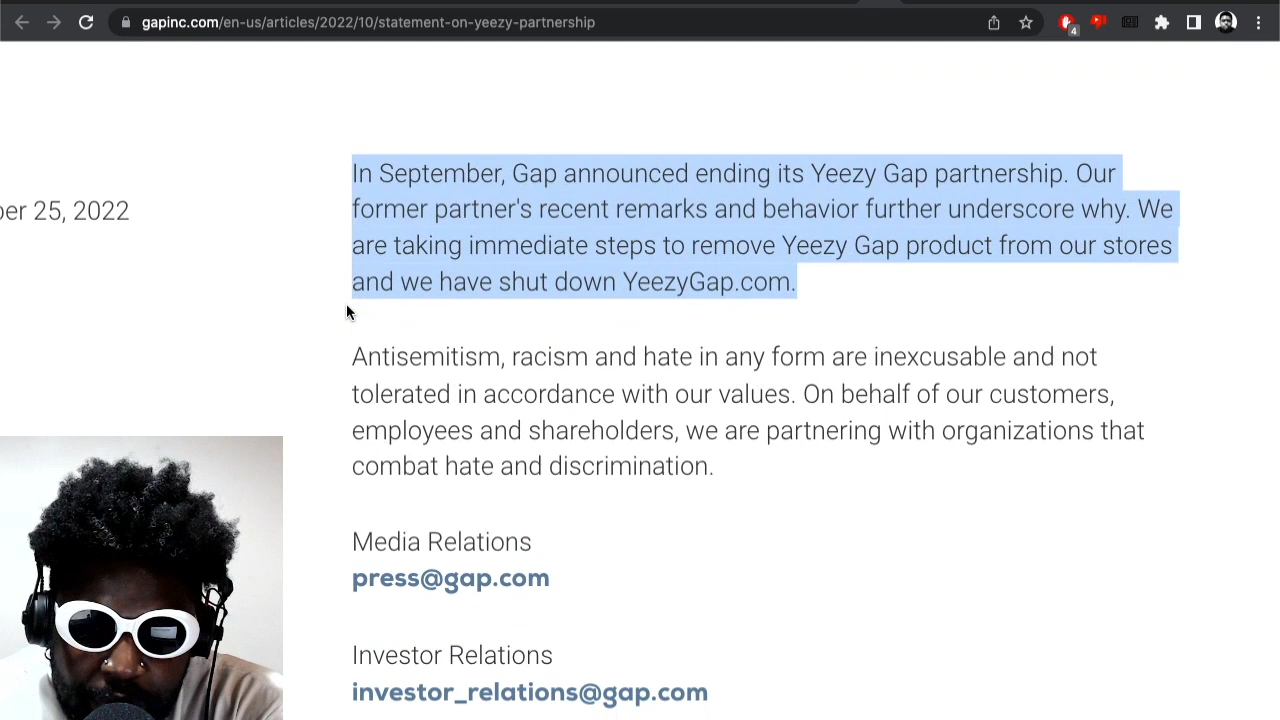 gapinc.com/en-us/articles/2022/10/statement-on-yeezy-partnership
4
In September, Gap announced ending its Yeezy Gap partnership. Our
former partner's recent remarks and behavior further underscore why. We
are taking immediate steps to remove Yeezy Gap product from our stores
and we have shut down YeezyGap.com.
er 25, 2022
Antisemitism, racism and hate in any form are inexcusable and not
tolerated in accordance with our values. On behalf of our customers,
employees and shareholders, we are partnering with organizations that
combat hate and discrimination.
Media Relations
press@gap.com
Investor Relations
investor_relations@gap.com